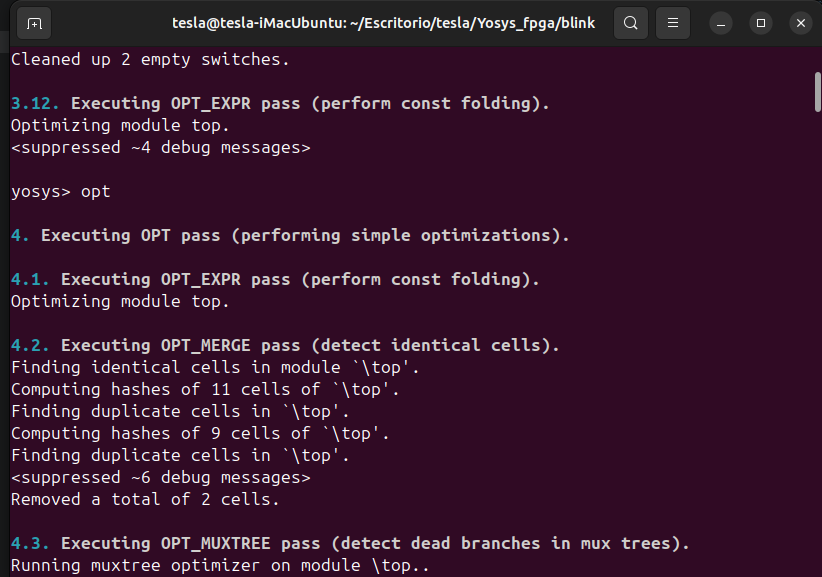 tesla@tesla-iMacUbuntu: ~/Escritorio/tesla/Yosys_fpga/blink
Cleaned up 2 empty switches.
3.12. Executing OPT_EXPR pass (perform const folding).
Optimizing module top.
<suppressed ~4 debug messages>
yosys> opt
4. Executing OPT pass (performing simple optimizations).
4.1. Executing OPT_EXPR pass (perform const folding).
Optimizing module top.
4.2. Executing OPT_MERGE pass (detect identical cells).
Finding identical cells in module `\top'.
Computing hashes of 11 cells of `\top'.
Finding duplicate cells in `\top'.
Computing hashes of 9 cells of `\top'.
Finding duplicate cells in `\top'.
<suppressed ~6 debug messages>
Removed a total of 2 cells.
4.3. Executing OPT_MUXTREE pass (detect dead branches in mux trees).
Running muxtree optimizer on module \top..